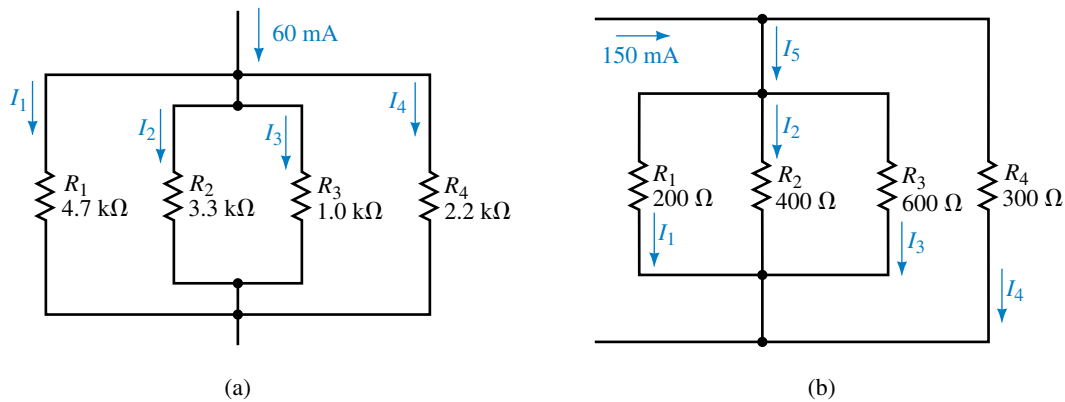 60 mA
I1
I2
I3
I4
R1
4.7 kΩ
R2
3.3 kΩ
R3
1.0 kΩ
R4
2.2 kΩ
(a)
150 mA
I5
I2
R1
200 Ω
R2
400 Ω
R3
600 Ω
R4
300 Ω
I1
I3
I4
(b)